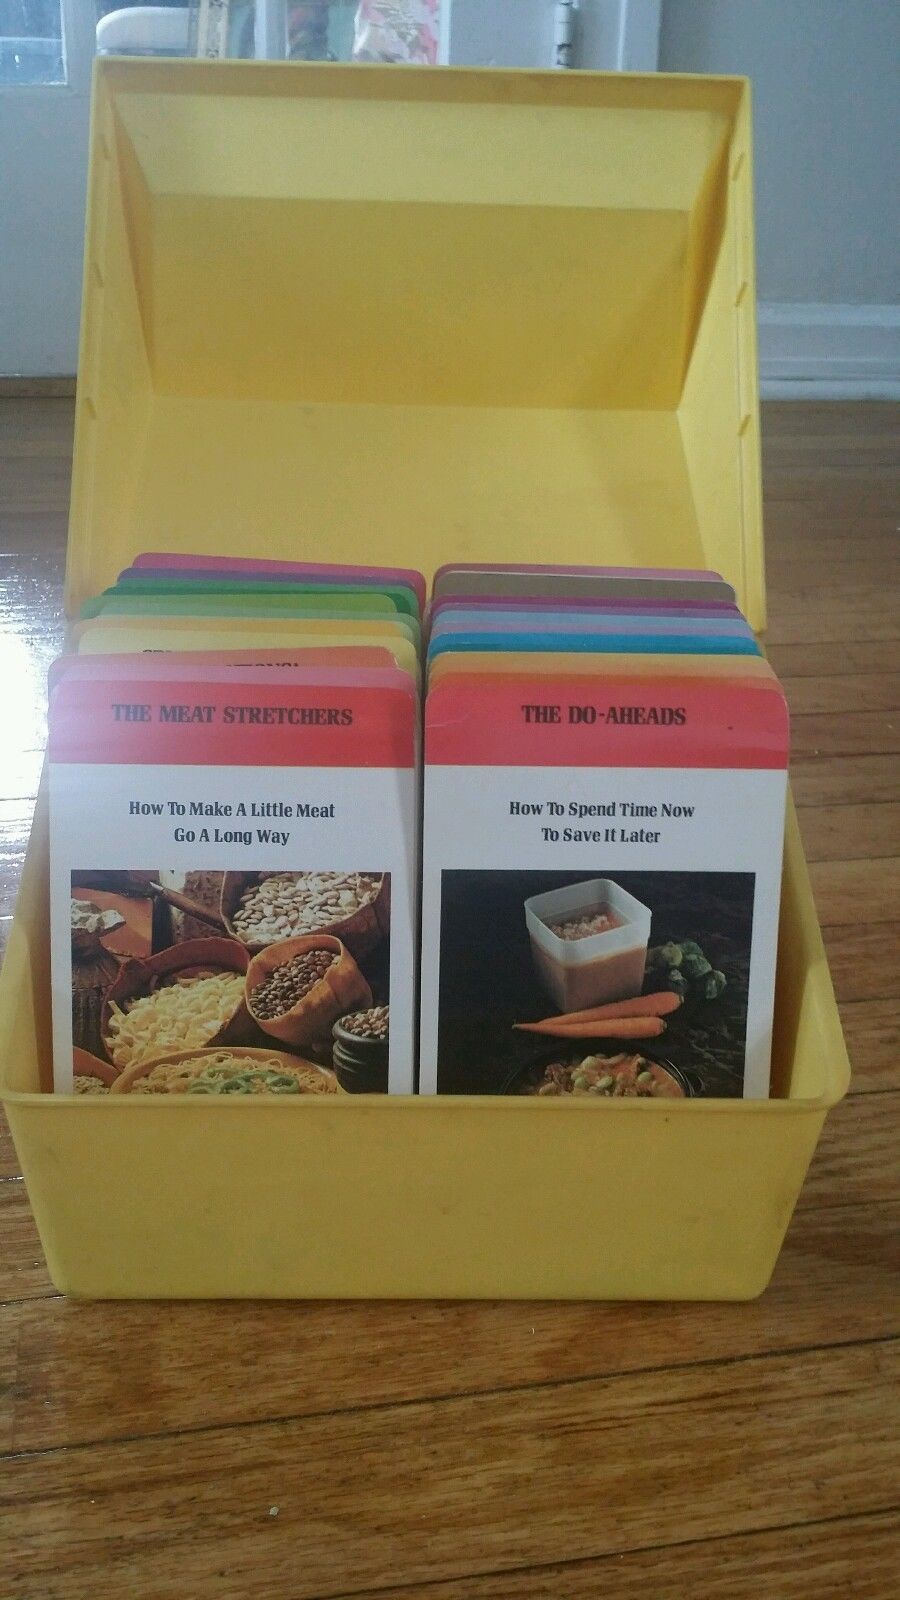 THE MEAT STRETCHERS
How To Make A Little Meat
Go A Long Way
THE DO-AHEADS
How To Spend Time Now
To Save It Later